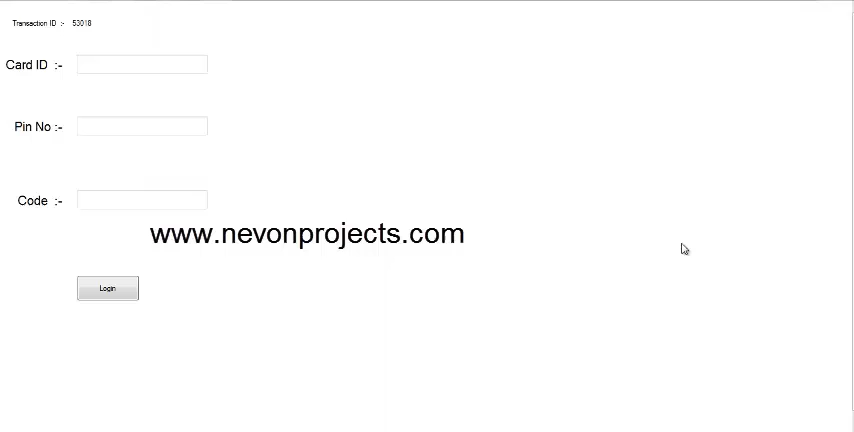 Transaction ID :- 53018
Card ID :-
Pin No :-
Code :-
www.nevonprojects.com
Login